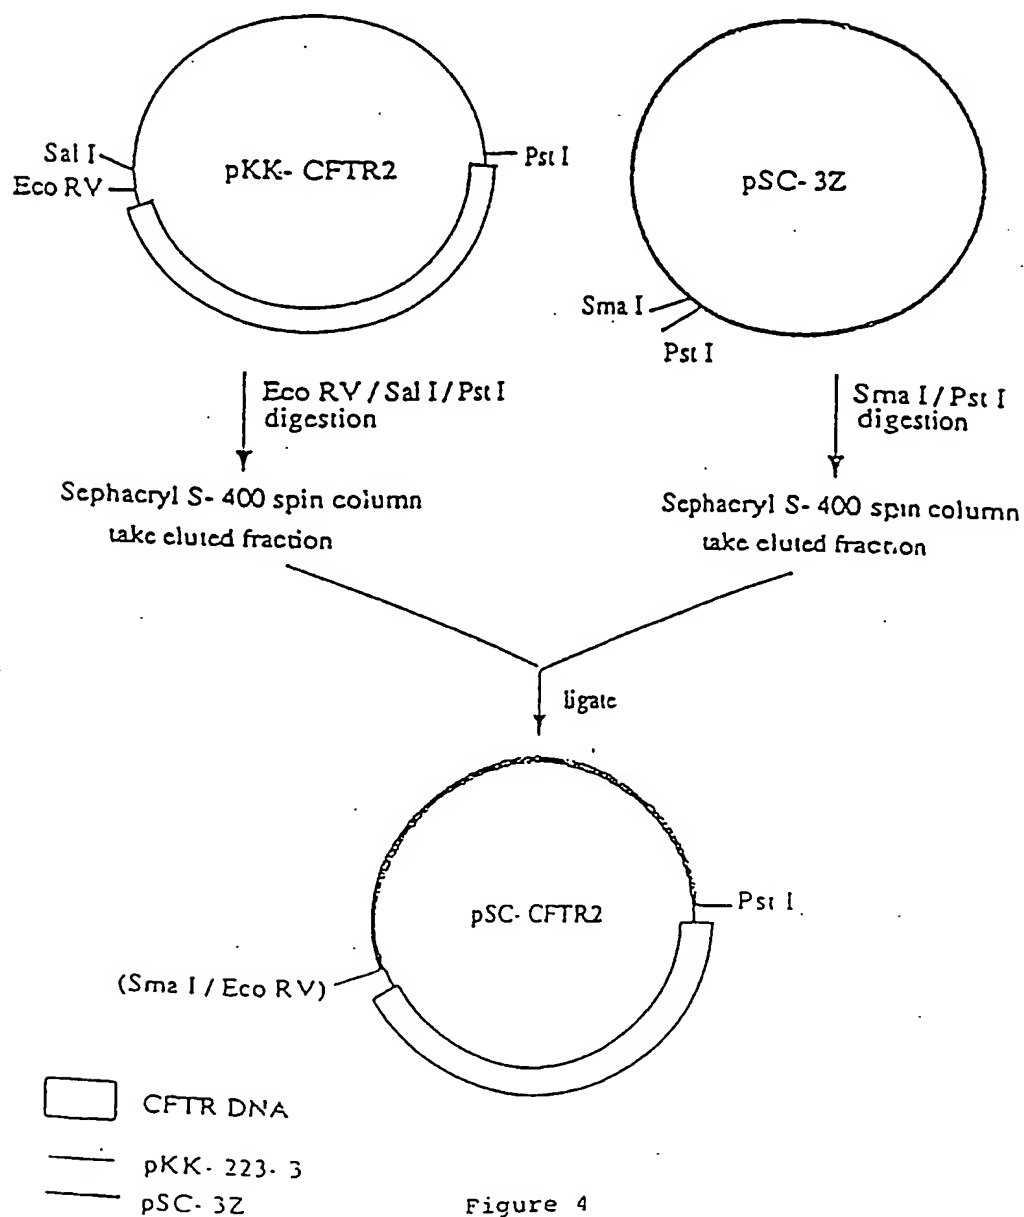 Sal I
Eco RV
pKK- CFTR2
Pst I
pSC- 3Z
Sma I
Pst I
Eco RV / Sal I / Pst I
digestion
Sma I / Pst I
digestion
Sephacryl S- 400 spin column
take eluted fraction
Sephacryl S- 400 spin column
take eluted fraction
ligate
pSC- CFTR2
Pst I
(Sma I / Eco RV)
CFTR DNA
pKK- 223- 3
pSC- 3Z
Figure 4